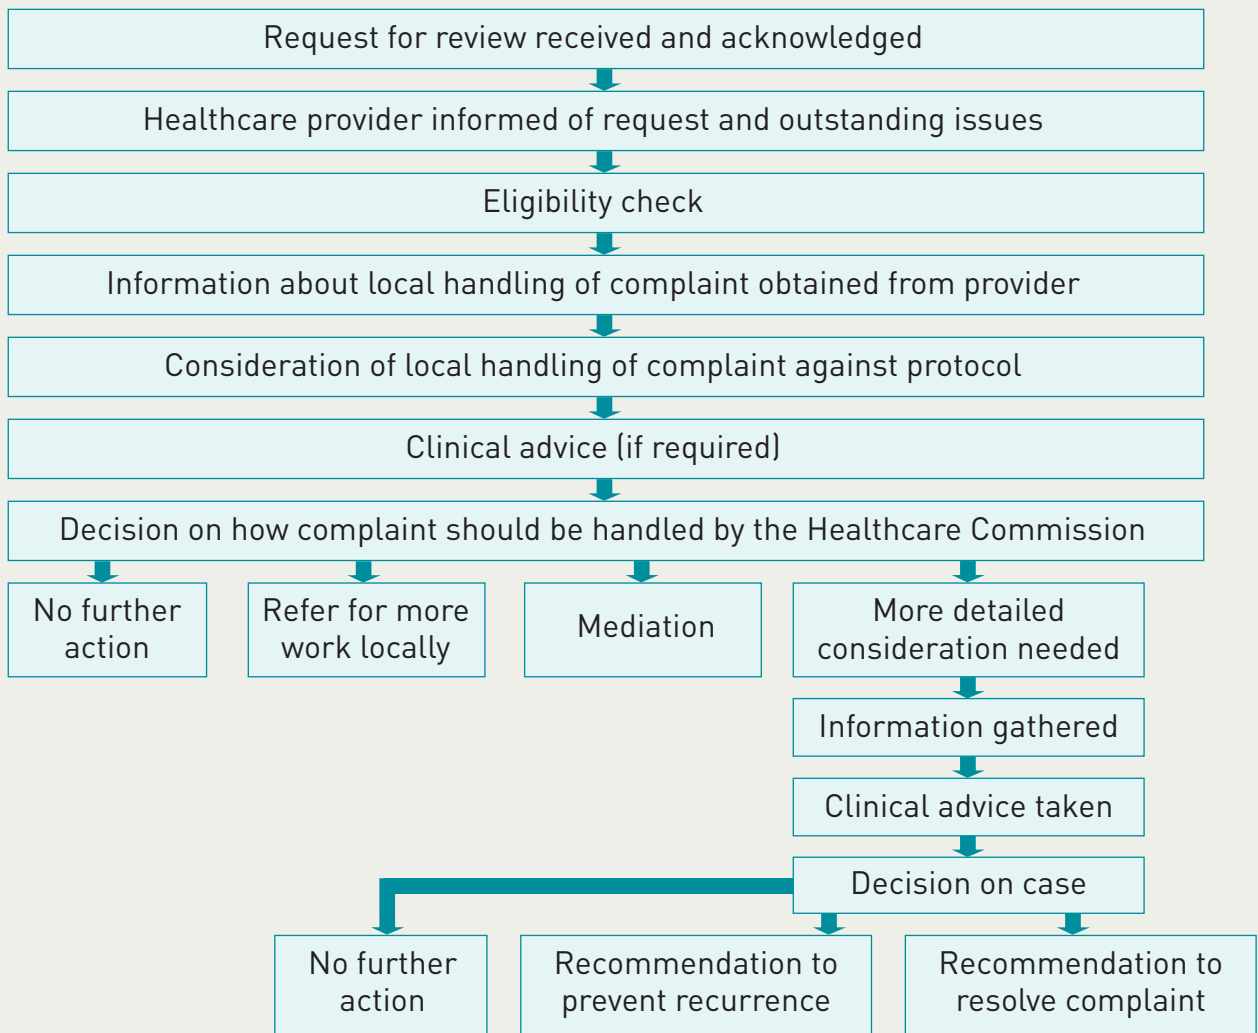 Request for review received and acknowledged
Healthcare provider informed of request and outstanding issues
Eligibility check
Information about local handling of complaint obtained from provider
Consideration of local handling of complaint against protocol
Clinical advice (if required)
Decision on how complaint should be handled by the Healthcare Commission
No further
action
Refer for more
work locally
Mediation
More detailed
consideration needed
Information gathered
Clinical advice taken
Decision on case
No further
action
Recommendation to
prevent recurrence
Recommendation to
resolve complaint